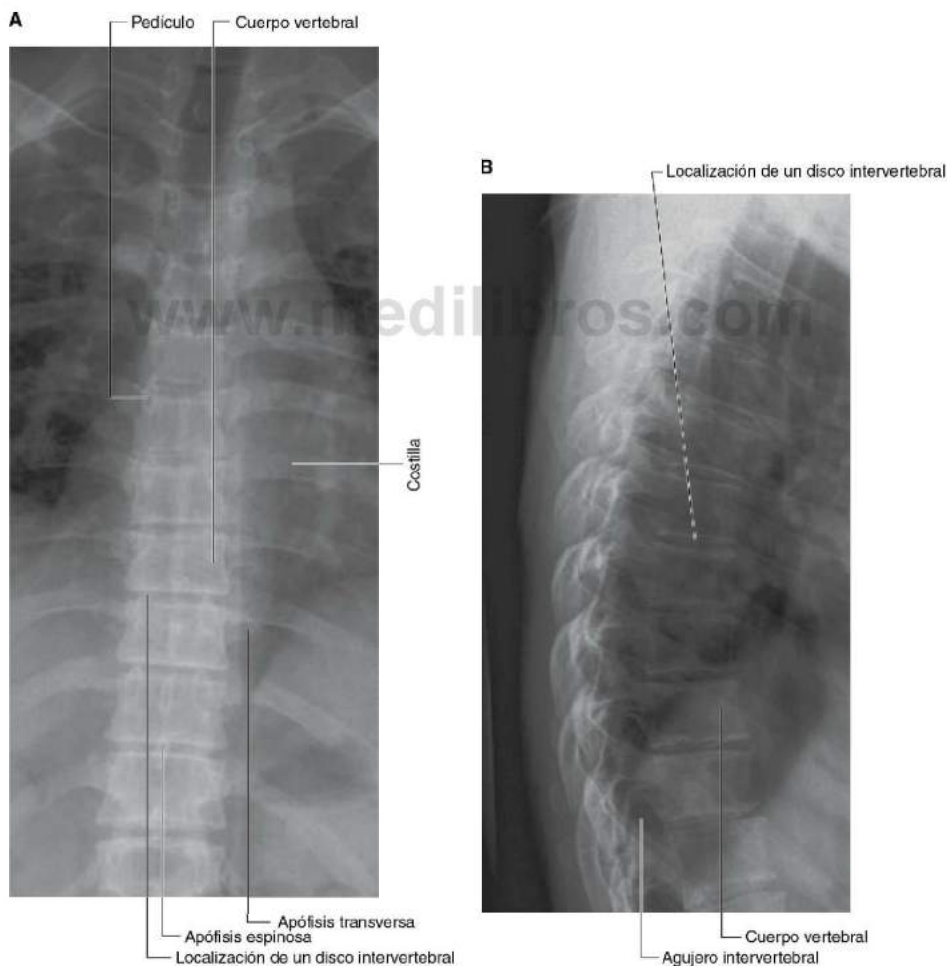 A
Pedículo
Cuerpo vertebral
Costilla
Apófisis transversa
Apófisis espinosa
Localización de un disco intervertebral
B
Localización de un disco intervertebral
Cuerpo vertebral
Agujero intervertebral
www.medilibros.com